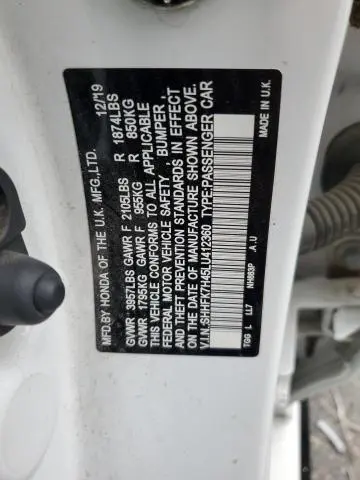 MFD.BY HONDA OF THE U.K. MFG.,LTD. 12/19
GVWR 3957LBS GAWR F 2105LBS R 1874LBS
GVWR 1795KG GAWR F 955KG R 850KG
THIS VEHICLE CONFORMS TO ALL APPLICABLE
FEDERAL MOTOR VEHICLE SAFETY , BUMPER ,
AND THEFT PREVENTION STANDARDS IN EFFECT
ON THE DATE OF MANUFACTURE SHOWN ABOVE.
V.I.N.:SHHFK7H45LU412360 TYPE:PASSENGER CAR
MADE IN U.K.
TGG L LL7 NH883P A.U